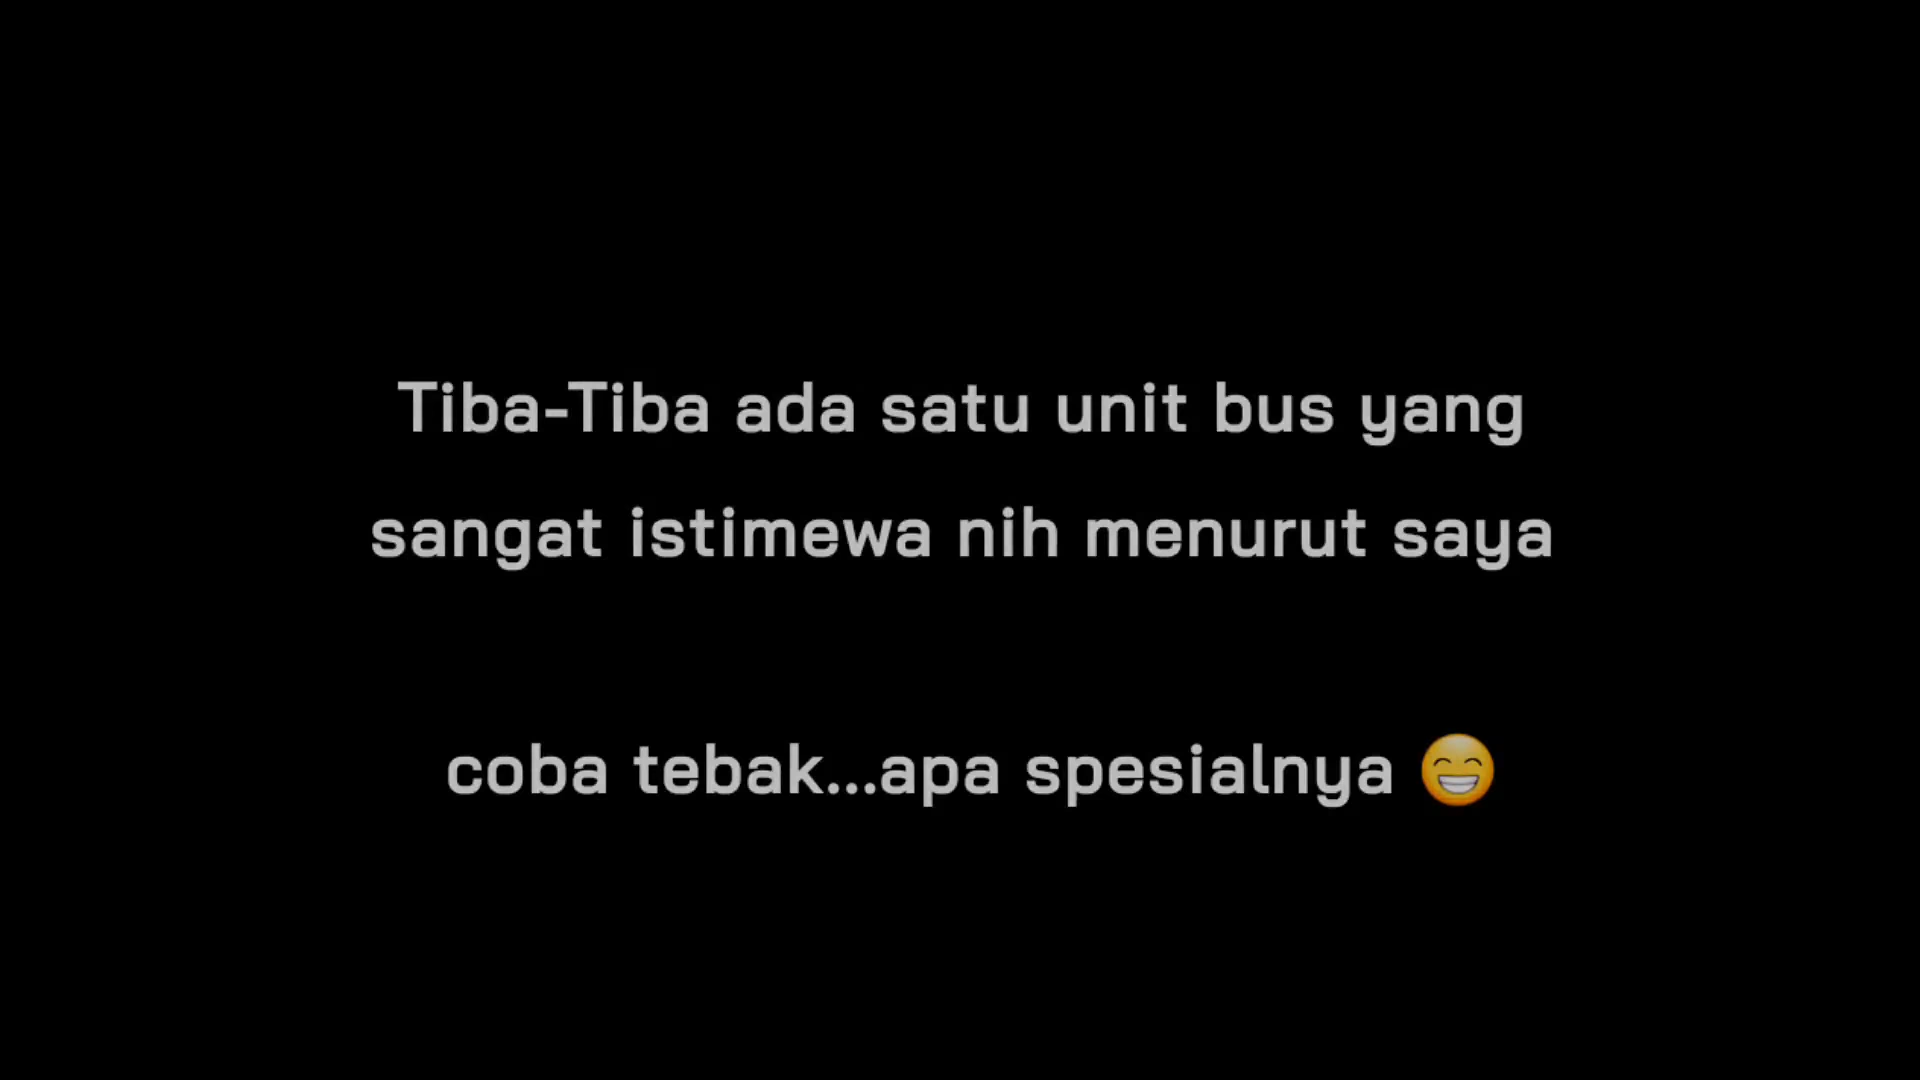 Tiba-Tiba ada satu unit bus yang
sangat istimewa nih menurut saya
coba tebak...apa spesialnya 😁